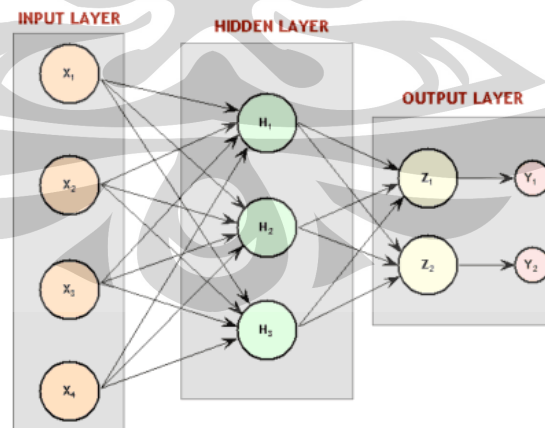 INPUT LAYER
HIDDEN LAYER
OUTPUT LAYER
X₁
X₂
X₃
X₄
H₁
H₂
H₃
Z₁
Z₂
Y₁
Y₂